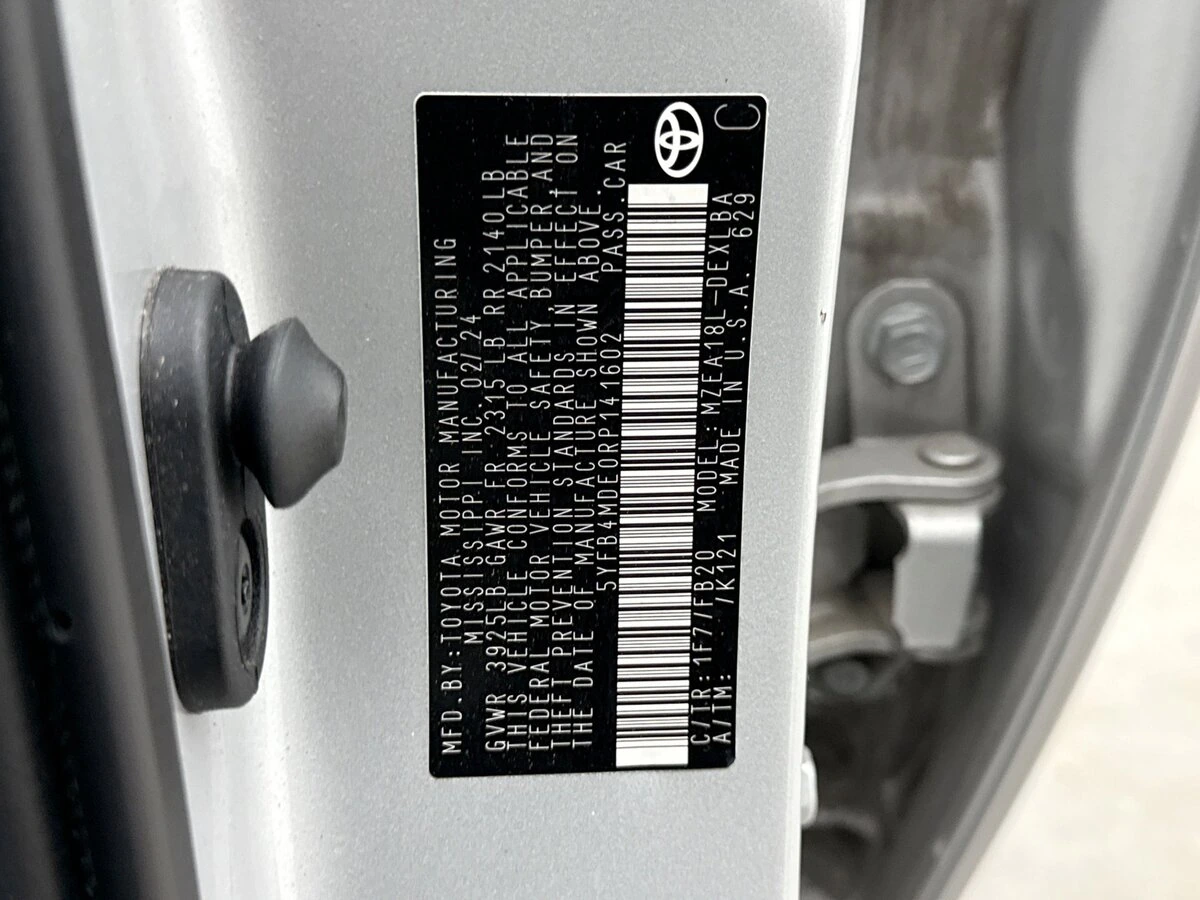 MFD.BY:TOYOTA MOTOR MANUFACTURING
MISSISSIPPI INC. 02/24
GVWR 3925LB GAWR FR 2315 LB RR 2140LB
THIS VEHICLE CONFORMS TO ALL APPLICABLE
FEDERAL MOTOR VEHICLE SAFETY, BUMPER AND
THEFT PREVENTION STANDARDS IN EFFECT ON
THE DATE OF MANUFACTURE SHOWN ABOVE.
5YFB4MDE0RP141602 PASS.CAR
C/TR:1F7/FB20 MODEL:MZEA18L-DEXLBA
A/TM: -/K121 MADE IN U.S.A. 629
C